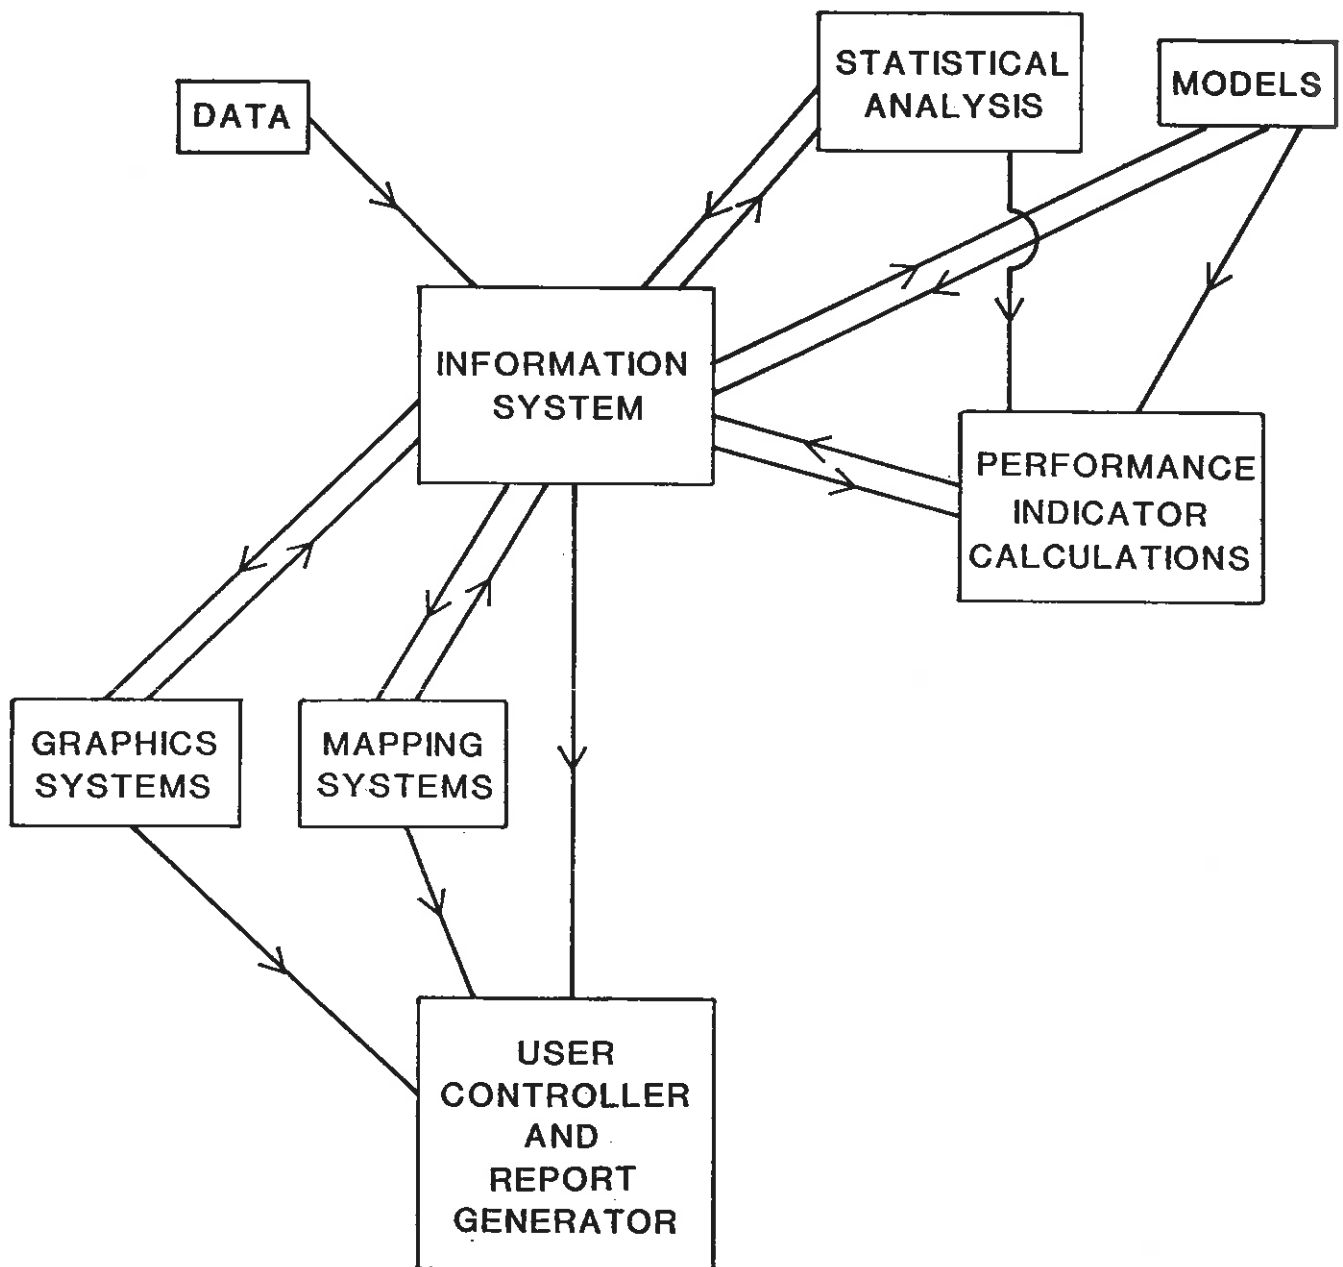 STATISTICAL
ANALYSIS
MODELS
DATA
INFORMATION
SYSTEM
PERFORMANCE
INDICATOR
CALCULATIONS
GRAPHICS
SYSTEMS
MAPPING
SYSTEMS
USER
CONTROLLER
AND
REPORT
GENERATOR